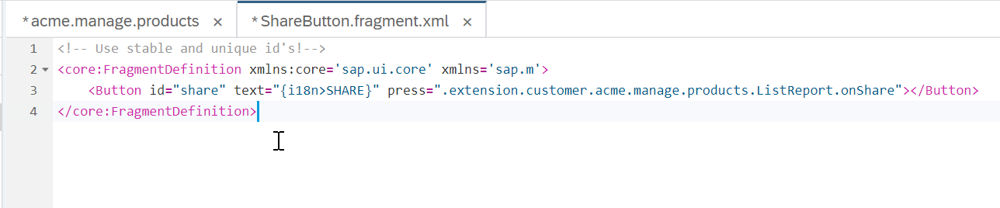 *acme.manage.products × *ShareButton.fragment.xml ×
1 <!-- Use stable and unique id's!-->
2 <core:FragmentDefinition xmlns:core='sap.ui.core' xmlns='sap.m'>
3 <Button id="share" text="{i18n>SHARE}" press=".extension.customer.acme.manage.products.ListReport.onShare"></Button>
4 </core:FragmentDefinition>